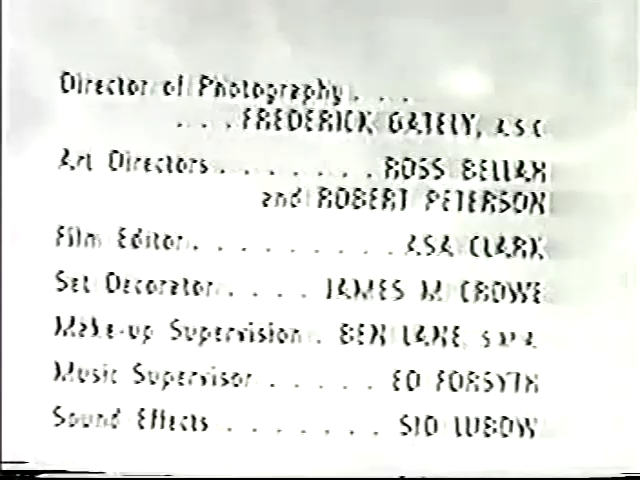 Director of Photography . . .
. . . FREDERICK GATELY, A.S.C.
Art Directors . . . . . . . ROSS BELLAH
and ROBERT PETERSON
Film Editor . . . . . . . . . ASA CLARK
Set Decorator . . . . JAMES M. CROWE
Make-up Supervision . BEN LANE, S.M.A.
Music Supervisor . . . . . . ED FORSYTH
Sound Effects . . . . . . . SID LUBOW